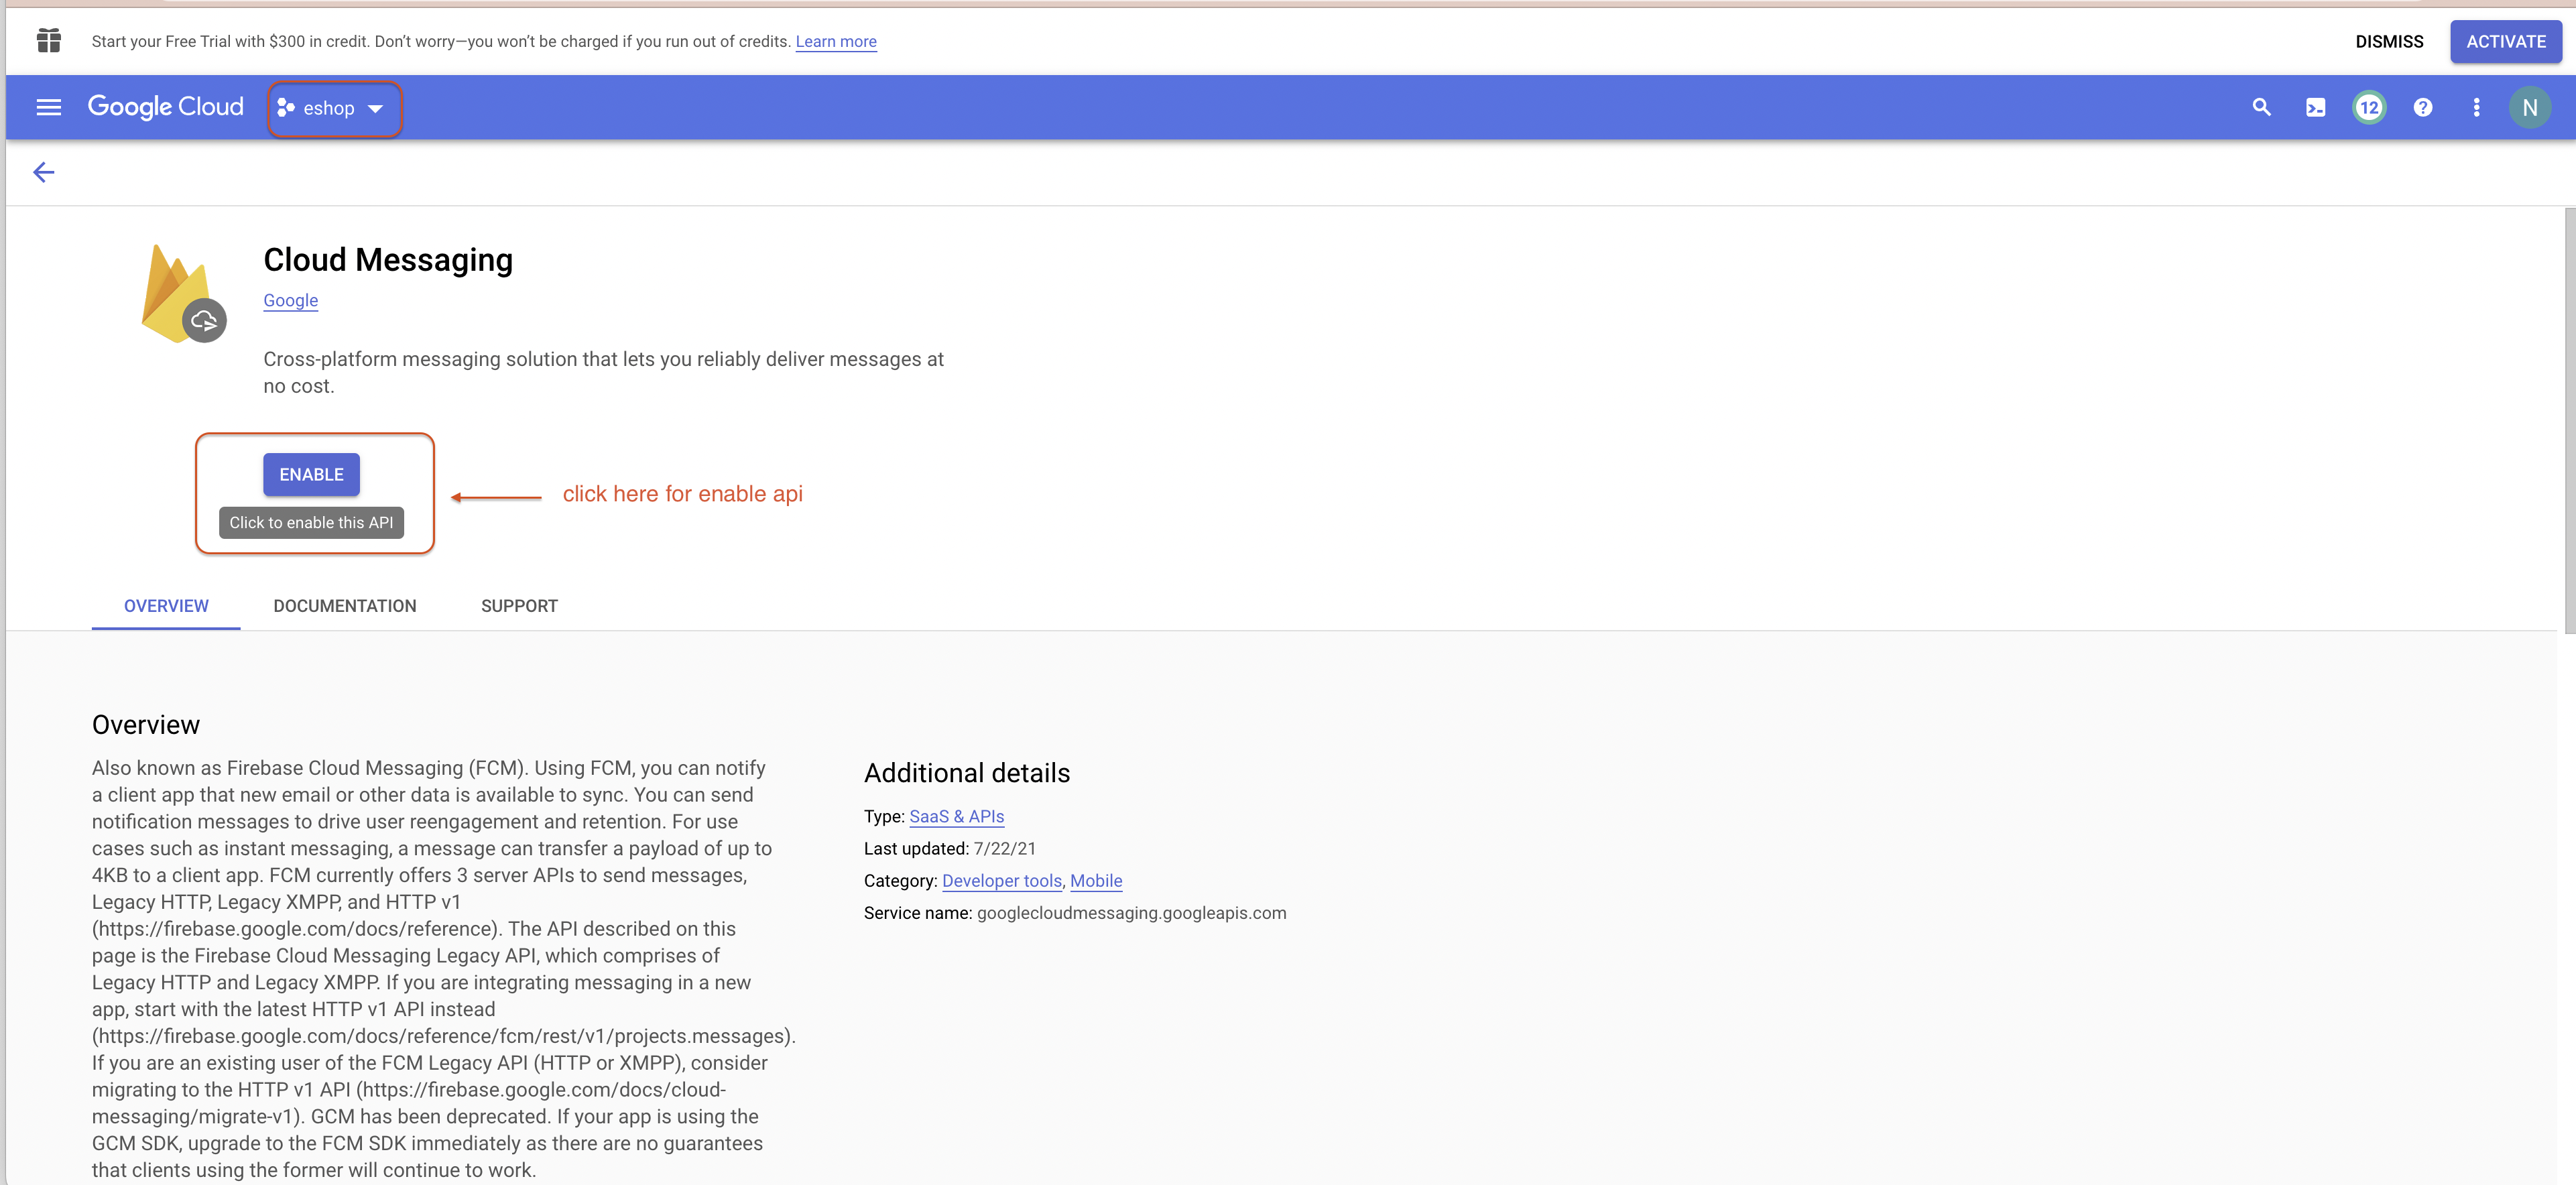 Start your Free Trial with $300 in credit. Don't worry—you won't be charged if you run out of credits. Learn more
DISMISS
ACTIVATE
Google Cloud
eshop
12
N
Cloud Messaging
Google
Cross-platform messaging solution that lets you reliably deliver messages at
no cost.
ENABLE
Click to enable this API
click here for enable api
OVERVIEW
DOCUMENTATION
SUPPORT
Overview
Also known as Firebase Cloud Messaging (FCM). Using FCM, you can notify
a client app that new email or other data is available to sync. You can send
notification messages to drive user reengagement and retention. For use
cases such as instant messaging, a message can transfer a payload of up to
4KB to a client app. FCM currently offers 3 server APIs to send messages,
Legacy HTTP, Legacy XMPP, and HTTP v1
(https://firebase.google.com/docs/reference). The API described on this
page is the Firebase Cloud Messaging Legacy API, which comprises of
Legacy HTTP and Legacy XMPP. If you are integrating messaging in a new
app, start with the latest HTTP v1 API instead
(https://firebase.google.com/docs/reference/fcm/rest/v1/projects.messages).
If you are an existing user of the FCM Legacy API (HTTP or XMPP), consider
migrating to the HTTP v1 API (https://firebase.google.com/docs/cloud-
messaging/migrate-v1). GCM has been deprecated. If your app is using the
GCM SDK, upgrade to the FCM SDK immediately as there are no guarantees
that clients using the former will continue to work.
Additional details
Type: SaaS & APIs
Last updated: 7/22/21
Category: Developer tools, Mobile
Service name: googlecloudmessaging.googleapis.com